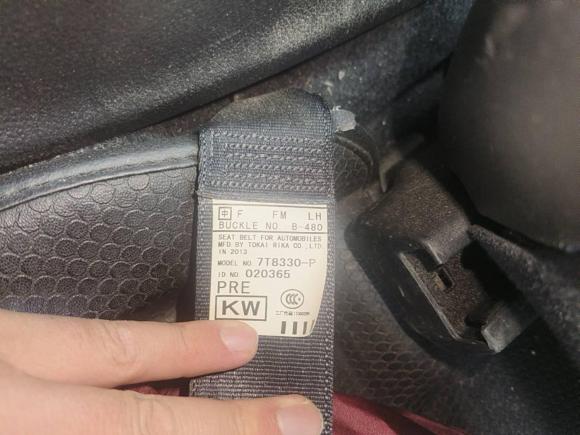 中 F FM LH
BUCKLE NO. B-480
SEAT BELT FOR AUTOMOBILES
MFD BY TOKAI RIKA CO., LTD.
IN 2013
MODEL NO. 7T8330-P
ID NO. 020365
PRE
KW
CCC